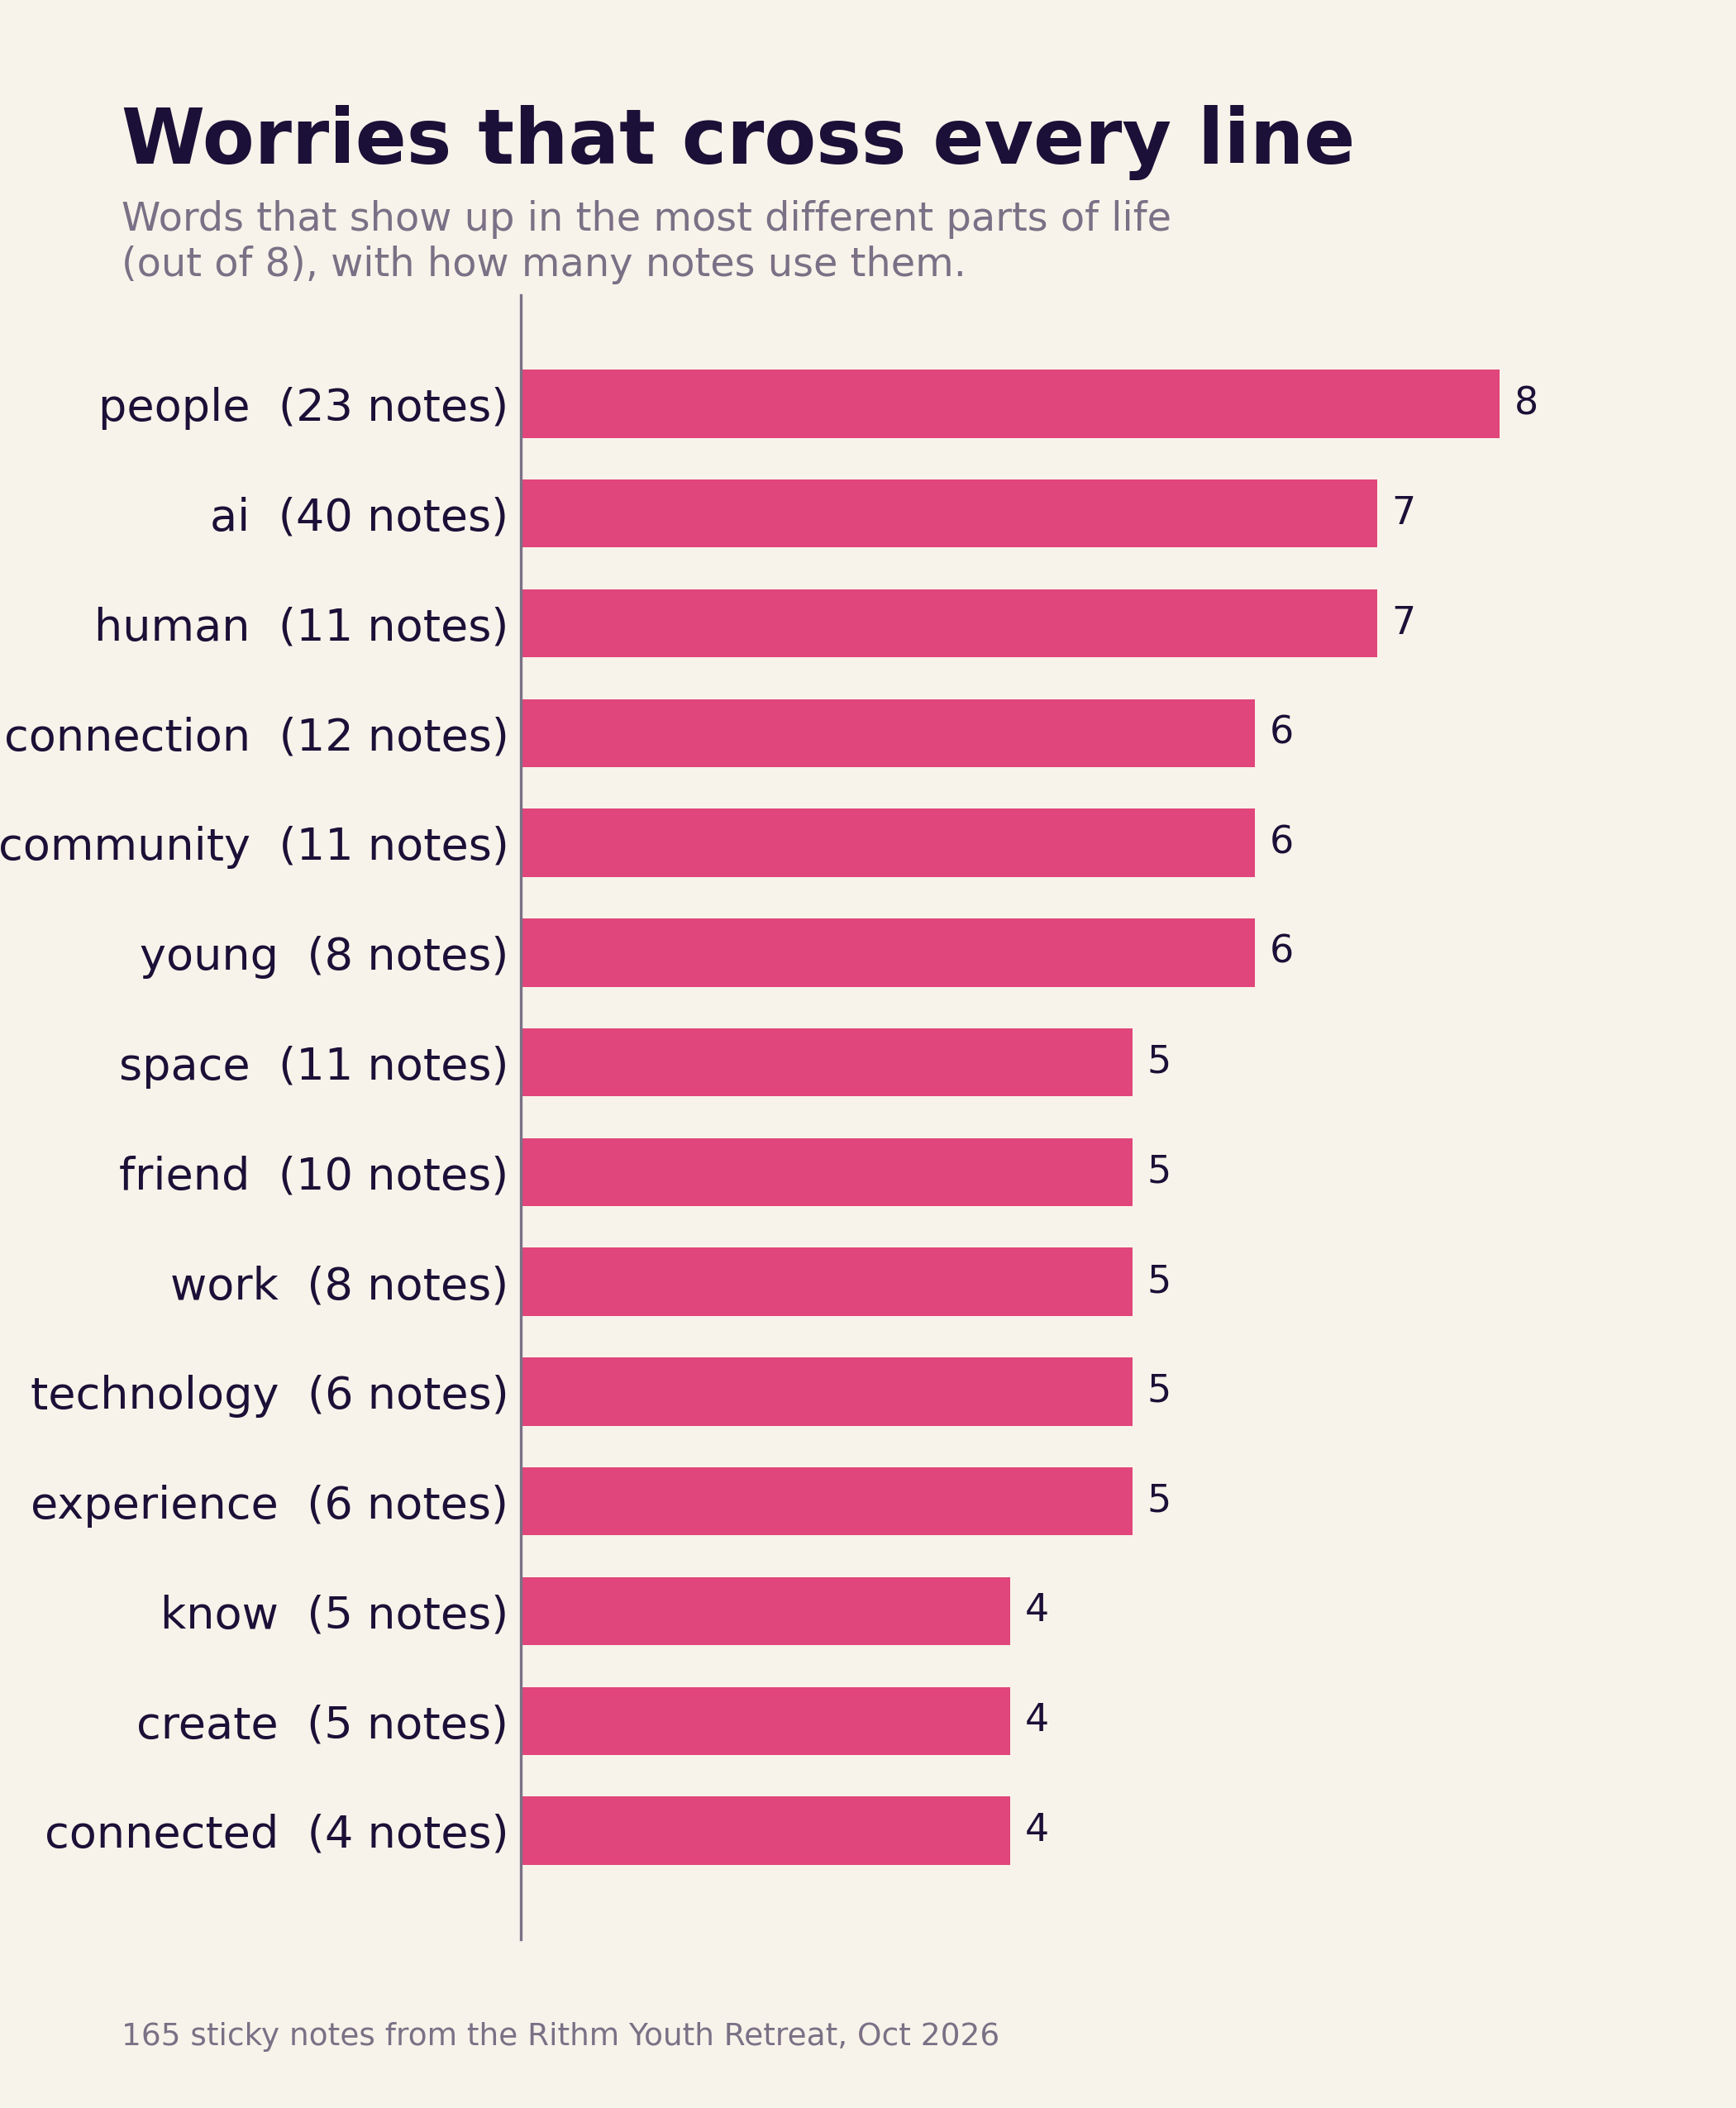 Worries that cross every line
Words that show up in the most different parts of life
(out of 8), with how many notes use them.
people (23 notes) 8
ai (40 notes) 7
human (11 notes) 7
connection (12 notes) 6
community (11 notes) 6
young (8 notes) 6
space (11 notes) 5
friend (10 notes) 5
work (8 notes) 5
technology (6 notes) 5
experience (6 notes) 5
know (5 notes) 4
create (5 notes) 4
connected (4 notes) 4
165 sticky notes from the Rithm Youth Retreat, Oct 2026